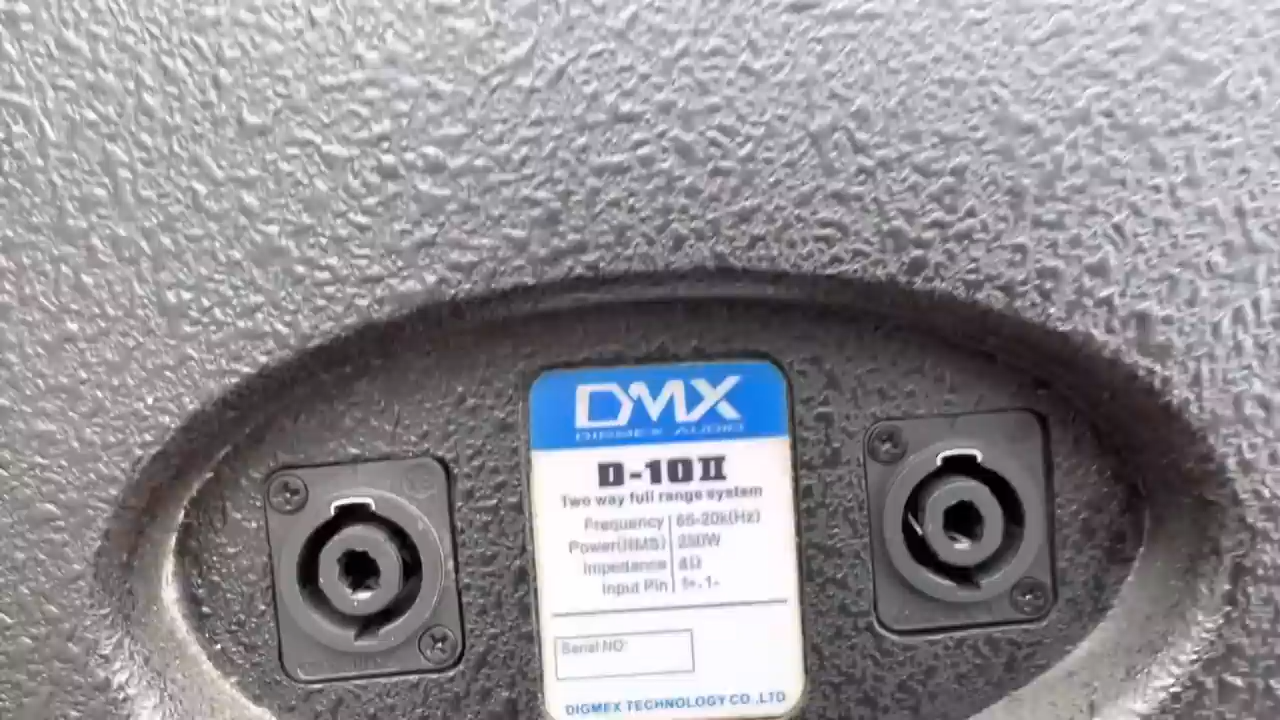 DMX
DIGMEX AUDIO
D-10II
Two way full range system
Frequency 65-20k(Hz)
Power(RMS) 250W
Impedance
Input Pin 1+.1-
Serial NO:
DIGMEX TECHNOLOGY CO.,LTD